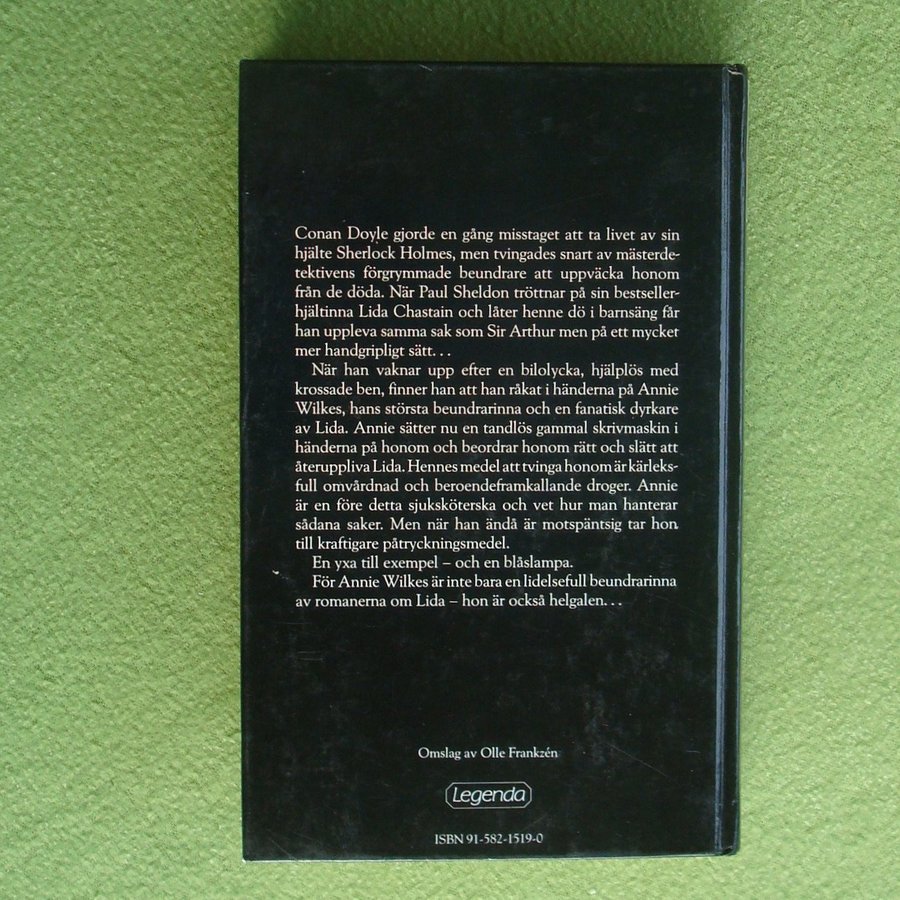 Conan Doyle gjorde en gång misstaget att ta livet av sin
hjälte Sherlock Holmes, men tvingades snart av mästerde-
tektivens förgrymmade beundrare att uppväcka honom
från de döda. När Paul Sheldon tröttnar på sin bestseller-
hjältinna Lida Chastain och låter henne dö i barnsäng får
han uppleva samma sak som Sir Arthur men på ett mycket
mer handgripligt sätt. . .
När han vaknar upp efter en bilolycka, hjälplös med
krossade ben, finner han att han råkat i händerna på Annie
Wilkes, hans största beundrarinna och en fanatisk dyrkare
av Lida. Annie sätter nu en tandlös gammal skrivmaskin i
händerna på honom och beordrar honom rätt och slätt att
återuppliva Lida. Hennes medel att tvinga honom är kärleks-
full omvårdnad och beroendeframkallande droger. Annie
är en före detta sjuksköterska och vet hur man hanterar
sådana saker. Men när han ändå är motspäntsig tar hon
till kraftigare påtryckningsmedel.
En yxa till exempel – och en blåslampa.
För Annie Wilkes är inte bara en lidelsefull beundrarinna
av romanerna om Lida – hon är också helgalen. . .
Omslag av Olle Frankzén
Legenda
ISBN 91-582-1519-0